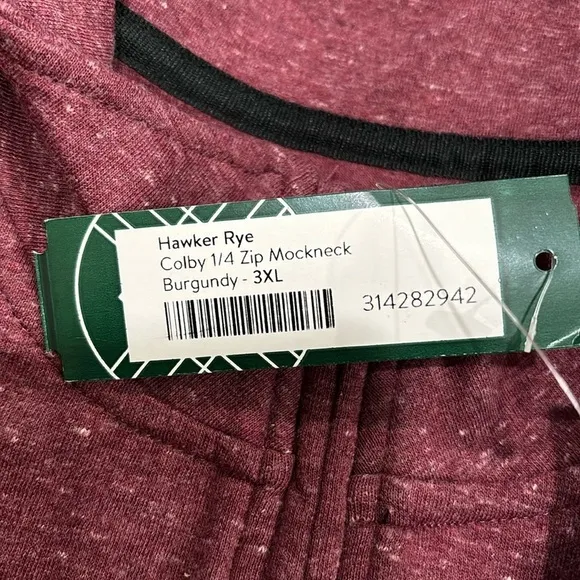 Hawker Rye
Colby 1/4 Zip Mockneck
Burgundy - 3XL
314282942